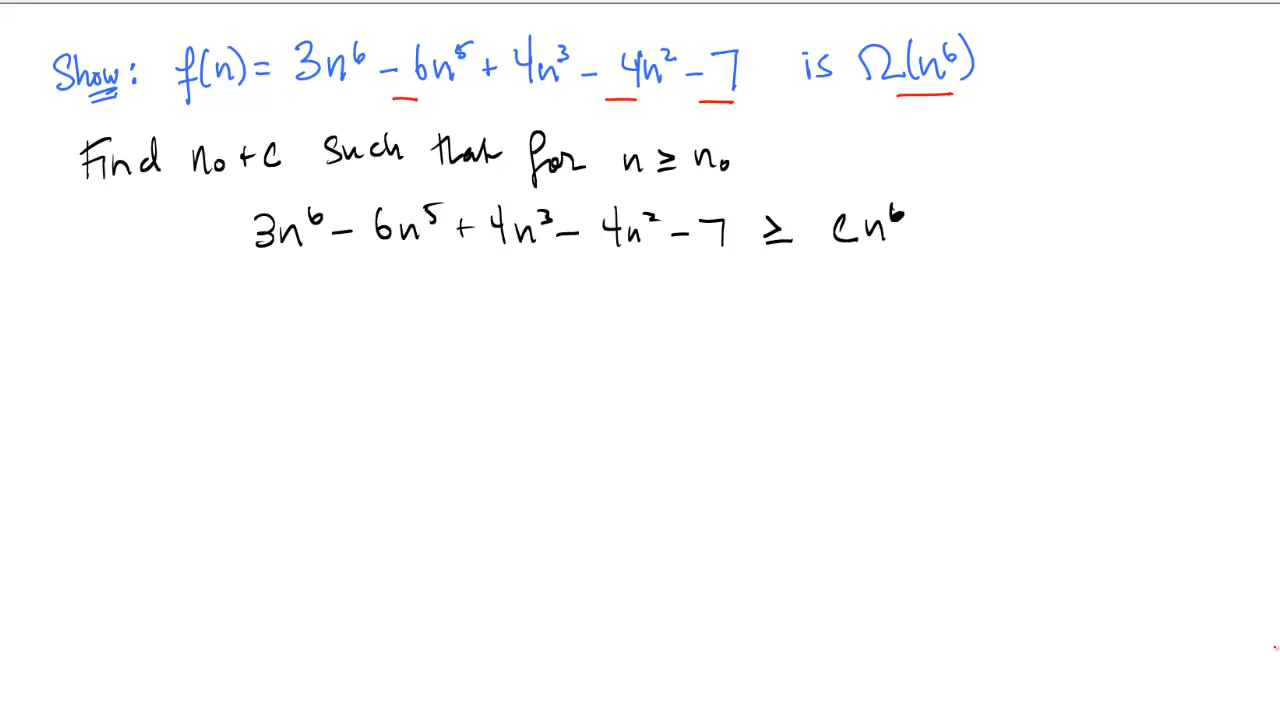 Show: f(n) = 3n⁶ - 6n⁵ + 4n³ - 4n² - 7 is Ω(n⁶)
Find n₀ + c such that for n ≥ n₀
3n⁶ - 6n⁵ + 4n³ - 4n² - 7 ≥ cn⁶